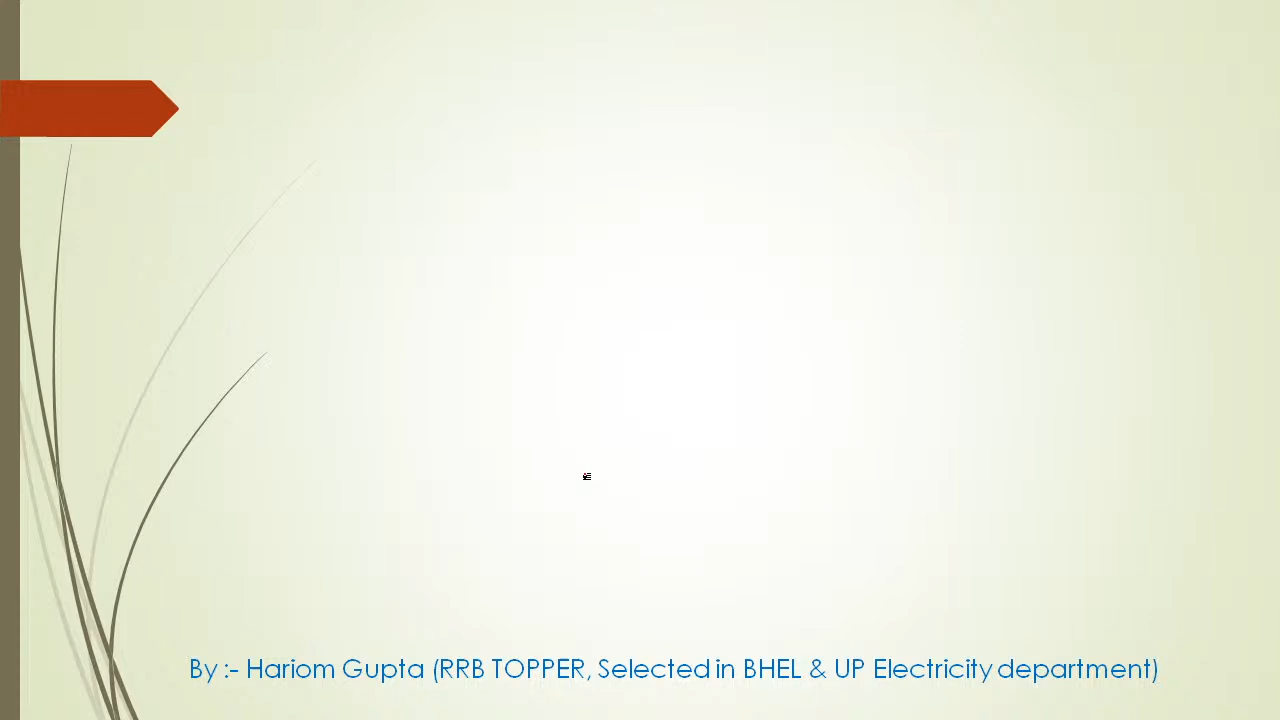 By :- Hariom Gupta (RRB TOPPER, Selected in BHEL & UP Electricity department)